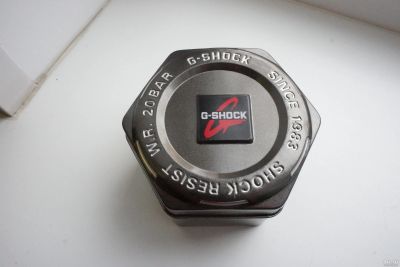 G-SHOCK
SINCE 1983
SHOCK RESIST
W.R. 20BAR
G-SHOCK